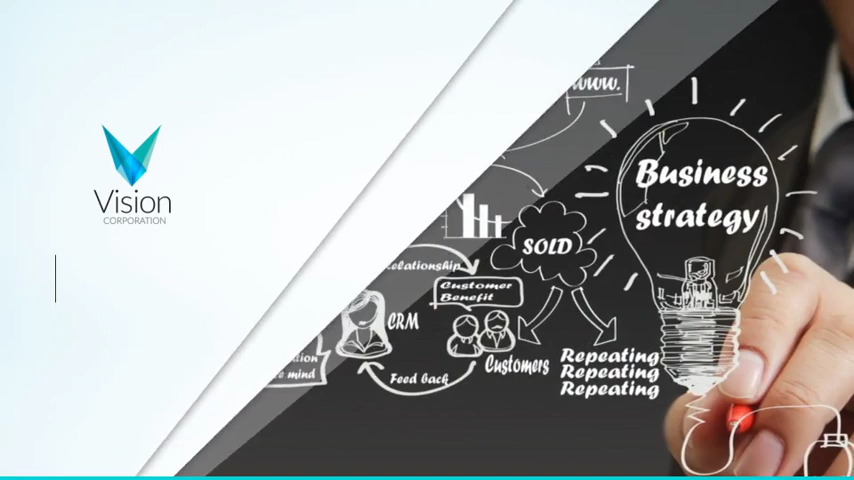 Vision
CORPORATION
www.
Business
strategy
SOLD
Relationship
Customer
Benefit
CRM
Customers
Repeating
Repeating
Repeating
mind
Feed back